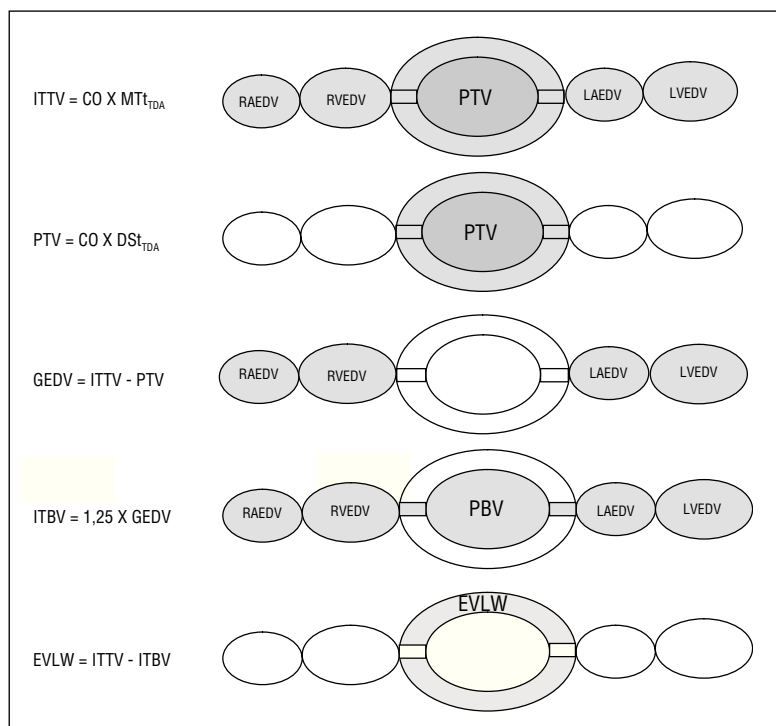 ITTV = CO X MTt_TDA RAEDV RVEDV PTV LAEDV LVEDV
PTV = CO X DSt_TDA PTV
GEDV = ITTV - PTV RAEDV RVEDV LAEDV LVEDV
ITBV = 1,25 X GEDV RAEDV RVEDV PBV LAEDV LVEDV
EVLW
EVLW = ITTV - ITBV